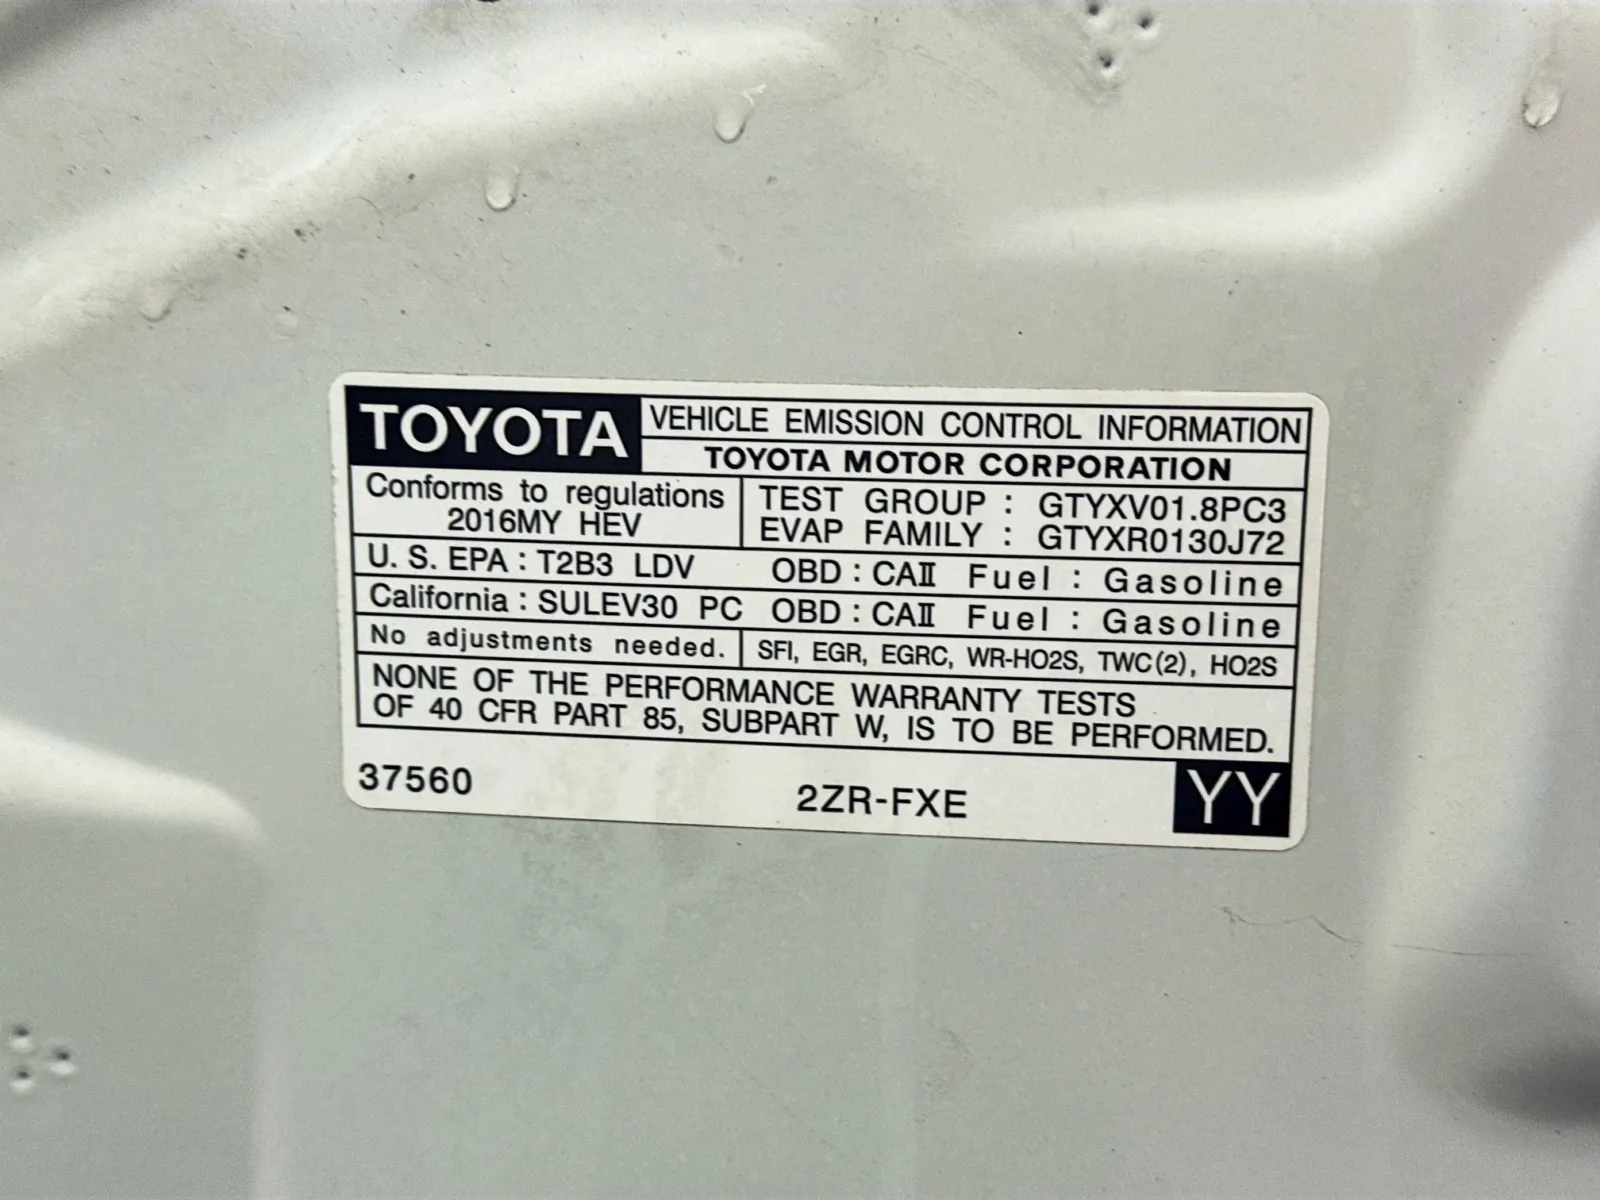 TOYOTA VEHICLE EMISSION CONTROL INFORMATION
TOYOTA MOTOR CORPORATION
Conforms to regulations
2016MY HEV
TEST GROUP : GTYXV01.8PC3
EVAP FAMILY : GTYXR0130J72
U. S. EPA : T2B3 LDV OBD : CAⅡ Fuel : Gasoline
California : SULEV30 PC OBD : CAⅡ Fuel : Gasoline
No adjustments needed. SFI, EGR, EGRC, WR-HO2S, TWC(2), HO2S
NONE OF THE PERFORMANCE WARRANTY TESTS
OF 40 CFR PART 85, SUBPART W, IS TO BE PERFORMED.
37560 2ZR-FXE YY